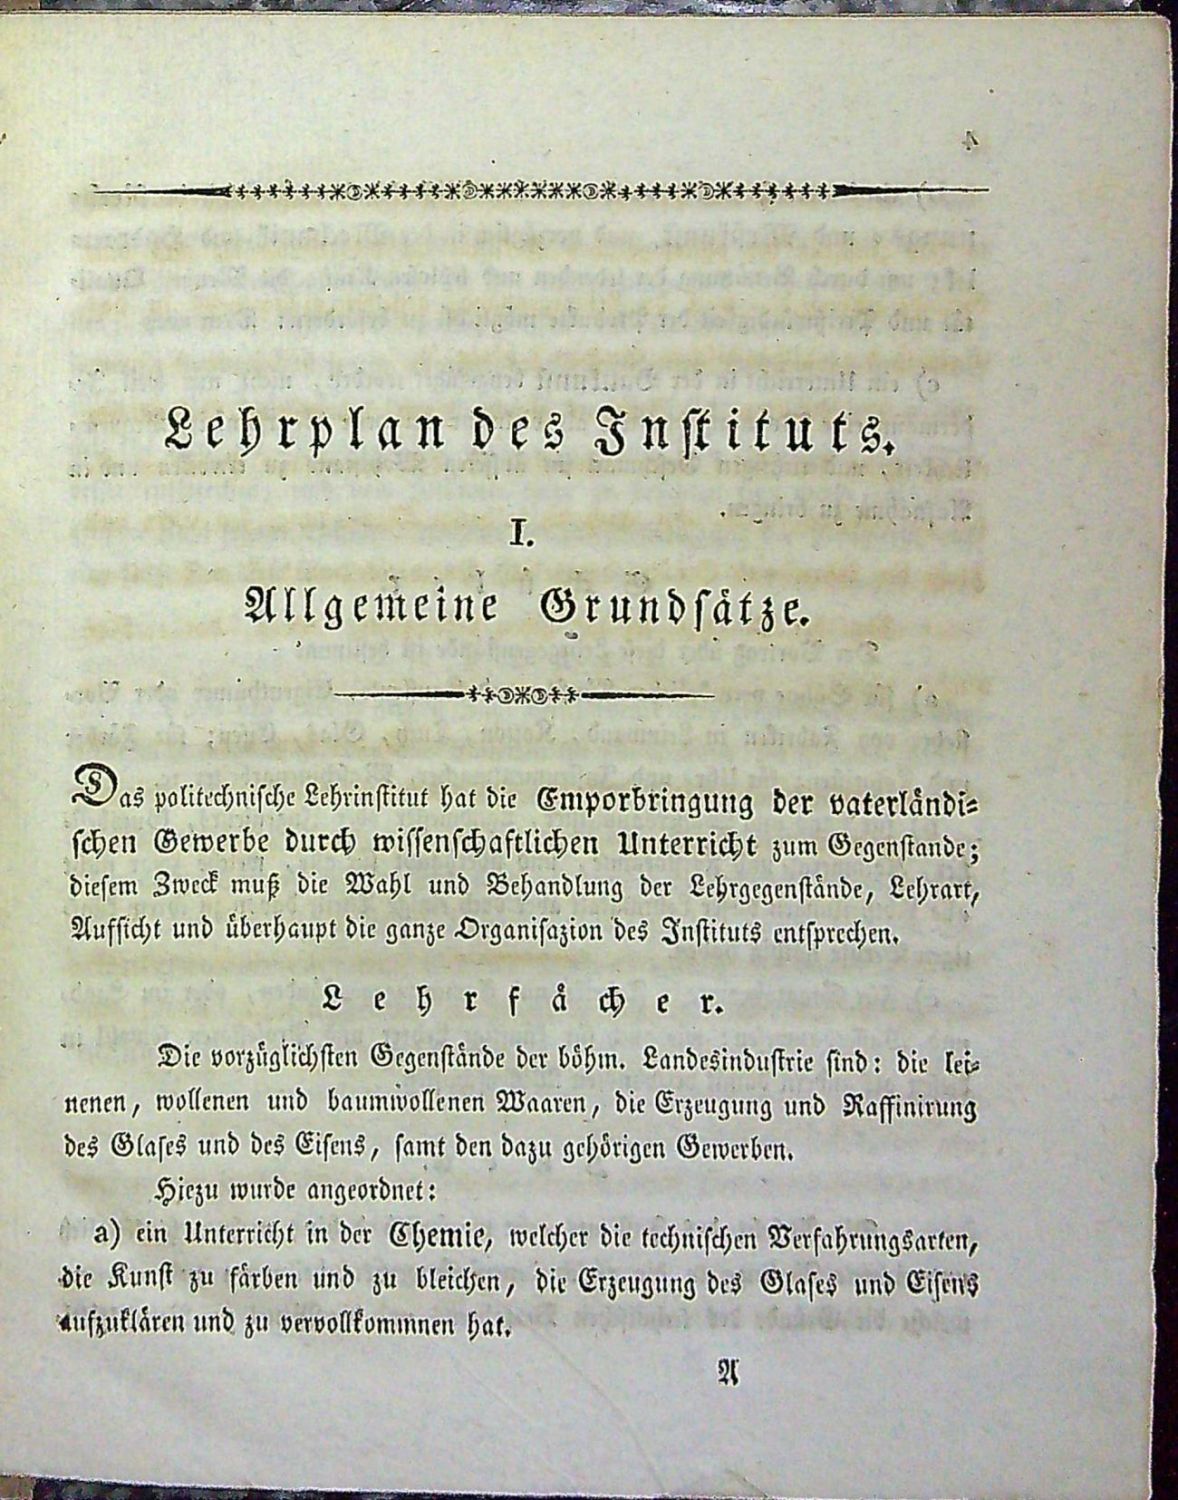 Lehrplan des Instituts.
I.
Allgemeine Grundsätze.
Das politechnische Lehrinstitut hat die Emporbringung der vaterländi-
schen Gewerbe durch wissenschaftlichen Unterricht zum Gegenstande;
diesem Zweck muß die Wahl und Behandlung der Lehrgegenstände, Lehrart,
Aufsicht und überhaupt die ganze Organisazion des Instituts entsprechen.
Lehrfächer.
Die vorzüglichsten Gegenstände der böhm. Landesindustrie sind: die lei-
nenen, wollenen und baumwollenen Waaren, die Erzeugung und Raffinirung
des Glases und des Eisens, samt den dazu gehörigen Gewerben.
Hiezu wurde angeordnet:
a) ein Unterricht in der Chemie, welcher die technischen Verfahrungsarten,
die Kunst zu färben und zu bleichen, die Erzeugung des Glases und Eisens
aufzuklären und zu vervollkommnen hat.
A